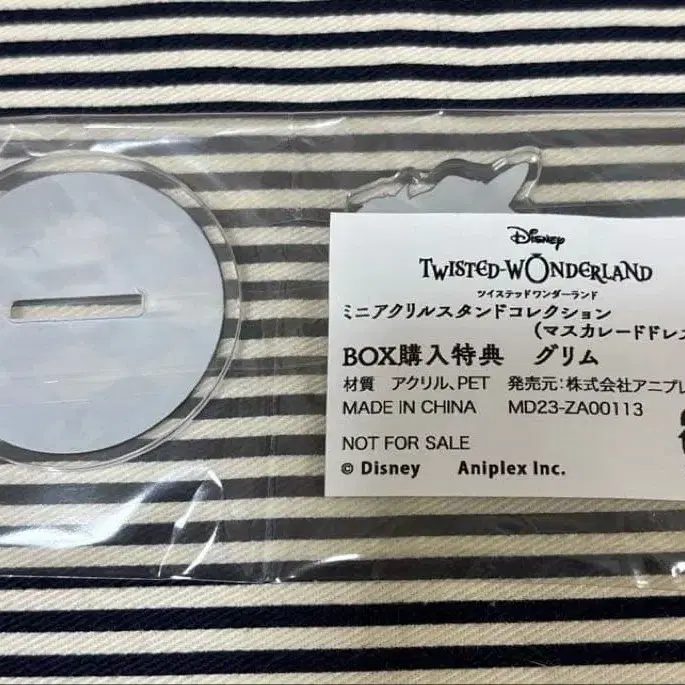 Disney
TWISTED-WONDERLAND
ツイステッドワンダーランド
ミニアクリルスタンドコレクション
(マスカレードドレス
BOX購入特典 グリム
材質 アクリル、PET 発売元:株式会社アニプレ
MADE IN CHINA MD23-ZA00113
NOT FOR SALE
© Disney Aniplex Inc.